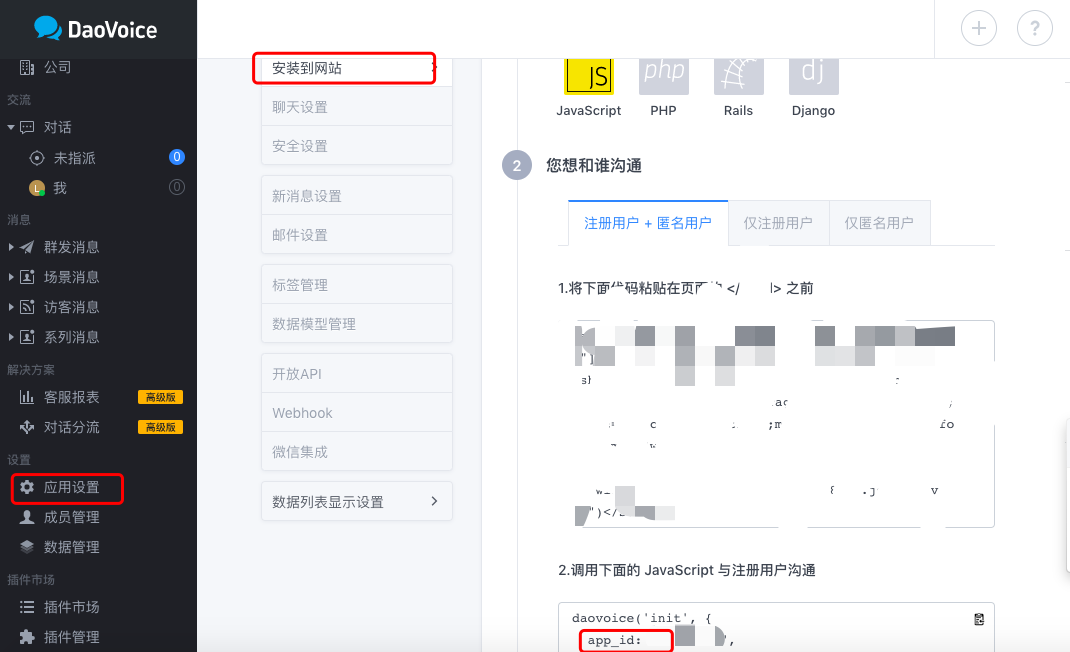 DaoVoice
公司
交流
对话
未指派
0
L
我
0
消息
群发消息
场景消息
访客消息
系列消息
解决方案
客服报表
高级版
对话分流
高级版
设置
应用设置
成员管理
数据管理
插件市场
插件市场
插件管理
安装到网站
聊天设置
安全设置
新消息设置
邮件设置
标签管理
数据模型管理
开放API
Webhook
微信集成
数据列表显示设置
+
?
JS
php
dj
JavaScript
PHP
Rails
Django
2
您想和谁沟通
注册用户 + 匿名用户
仅注册用户
仅匿名用户
1.将下面代码粘贴在页面 </ > 之前
2.调用下面的 JavaScript 与注册用户沟通
daovoice('init', {
app_id: ",